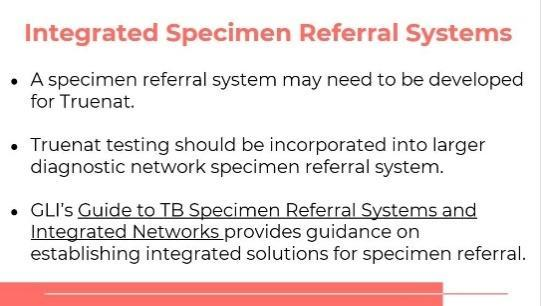 Integrated Specimen Referral Systems
• A specimen referral system may need to be developed
for Truenat.
• Truenat testing should be incorporated into larger
diagnostic network specimen referral system.
• GLI's Guide to TB Specimen Referral Systems and
Integrated Networks provides guidance on
establishing integrated solutions for specimen referral.